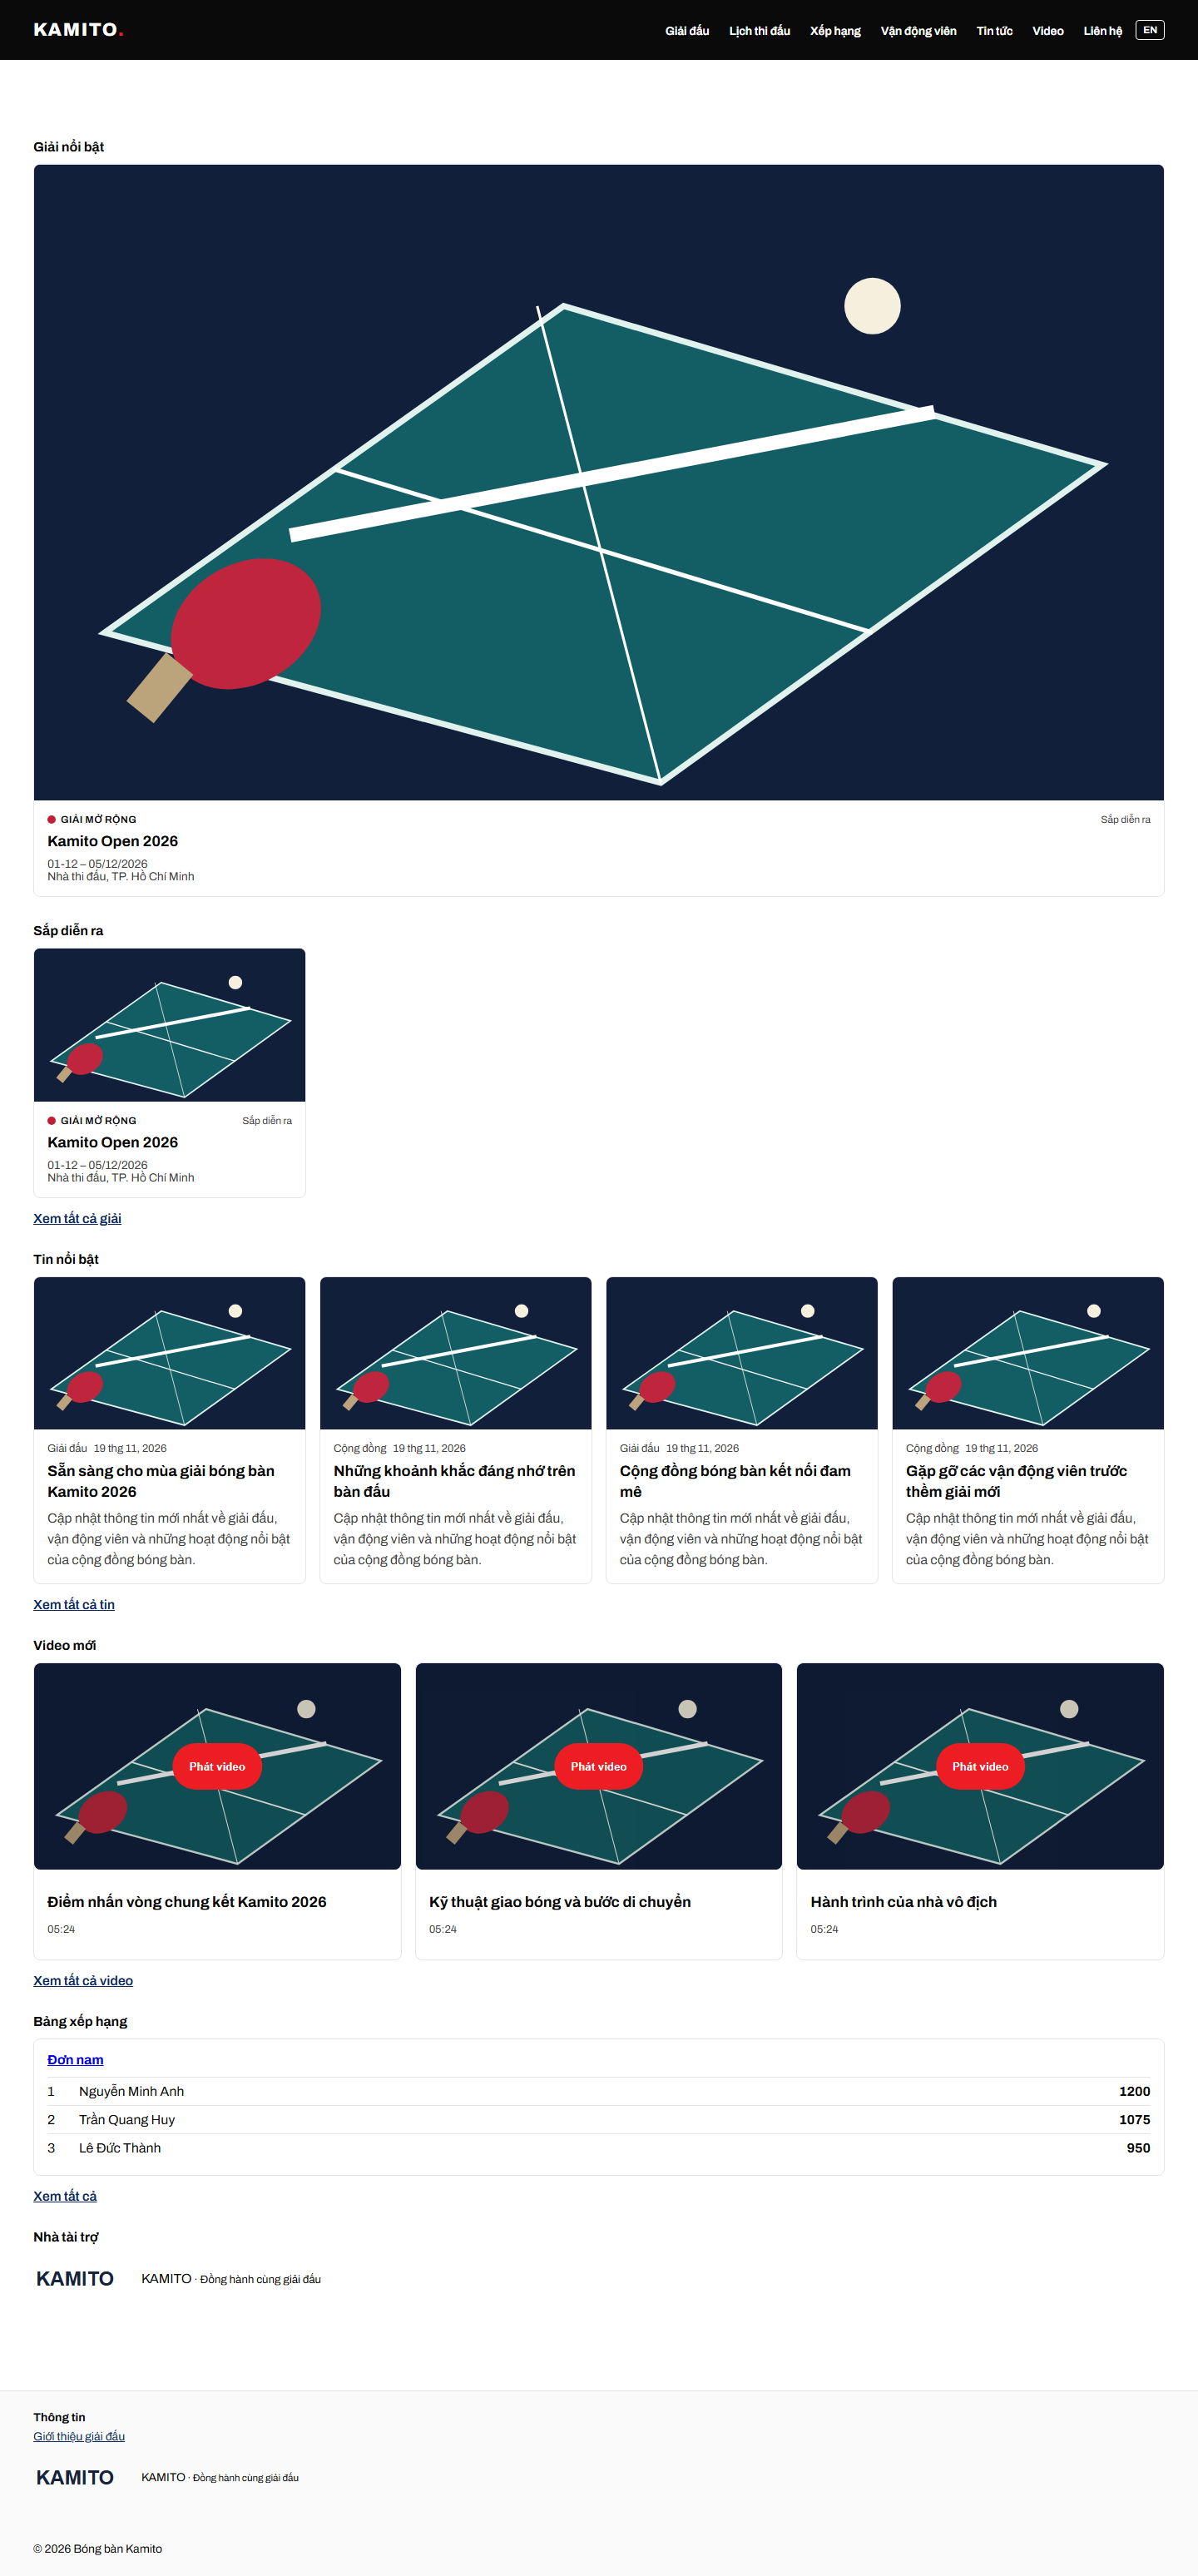 KAMITO.
Giải đấu Lịch thi đấu Xếp hạng Vận động viên Tin tức Video Liên hệ EN
Giải nổi bật
GIẢI MỞ RỘNG Sắp diễn ra
Kamito Open 2026
01-12 – 05/12/2026
Nhà thi đấu, TP. Hồ Chí Minh
Sắp diễn ra
GIẢI MỞ RỘNG Sắp diễn ra
Kamito Open 2026
01-12 – 05/12/2026
Nhà thi đấu, TP. Hồ Chí Minh
Xem tất cả giải
Tin nổi bật
Giải đấu 19 thg 11, 2026
Sẵn sàng cho mùa giải bóng bàn
Kamito 2026
Cập nhật thông tin mới nhất về giải đấu,
vận động viên và những hoạt động nổi bật
của cộng đồng bóng bàn.
Cộng đồng 19 thg 11, 2026
Những khoảnh khắc đáng nhớ trên
bàn đấu
Cập nhật thông tin mới nhất về giải đấu,
vận động viên và những hoạt động nổi bật
của cộng đồng bóng bàn.
Giải đấu 19 thg 11, 2026
Cộng đồng bóng bàn kết nối đam
mê
Cập nhật thông tin mới nhất về giải đấu,
vận động viên và những hoạt động nổi bật
của cộng đồng bóng bàn.
Cộng đồng 19 thg 11, 2026
Gặp gỡ các vận động viên trước
thềm giải mới
Cập nhật thông tin mới nhất về giải đấu,
vận động viên và những hoạt động nổi bật
của cộng đồng bóng bàn.
Xem tất cả tin
Video mới
Phát video
Điểm nhấn vòng chung kết Kamito 2026
05:24
Phát video
Kỹ thuật giao bóng và bước di chuyển
05:24
Phát video
Hành trình của nhà vô địch
05:24
Xem tất cả video
Bảng xếp hạng
Đơn nam
1 Nguyễn Minh Anh 1200
2 Trần Quang Huy 1075
3 Lê Đức Thành 950
Xem tất cả
Nhà tài trợ
KAMITO KAMITO · Đồng hành cùng giải đấu
Thông tin
Giới thiệu giải đấu
KAMITO KAMITO · Đồng hành cùng giải đấu
© 2026 Bóng bàn Kamito